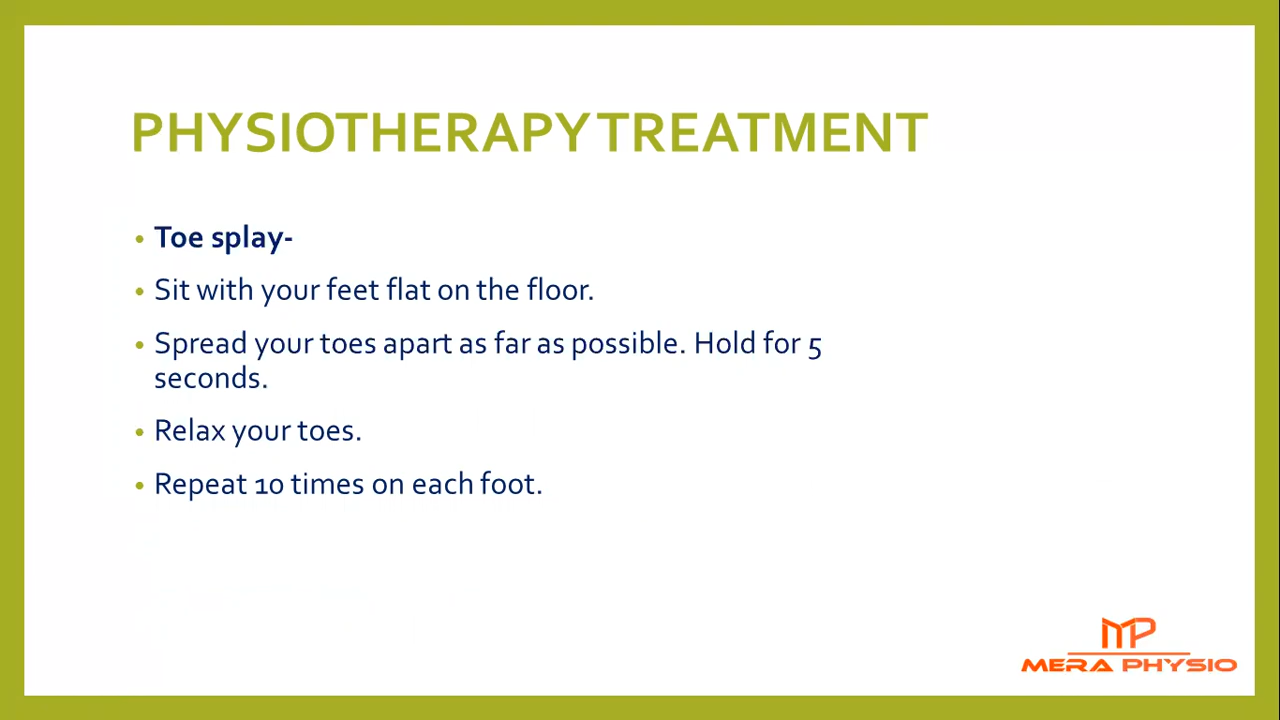 PHYSIOTHERAPY TREATMENT
• Toe splay-
• Sit with your feet flat on the floor.
• Spread your toes apart as far as possible. Hold for 5
seconds.
• Relax your toes.
• Repeat 10 times on each foot.
MP
MERA PHYSIO